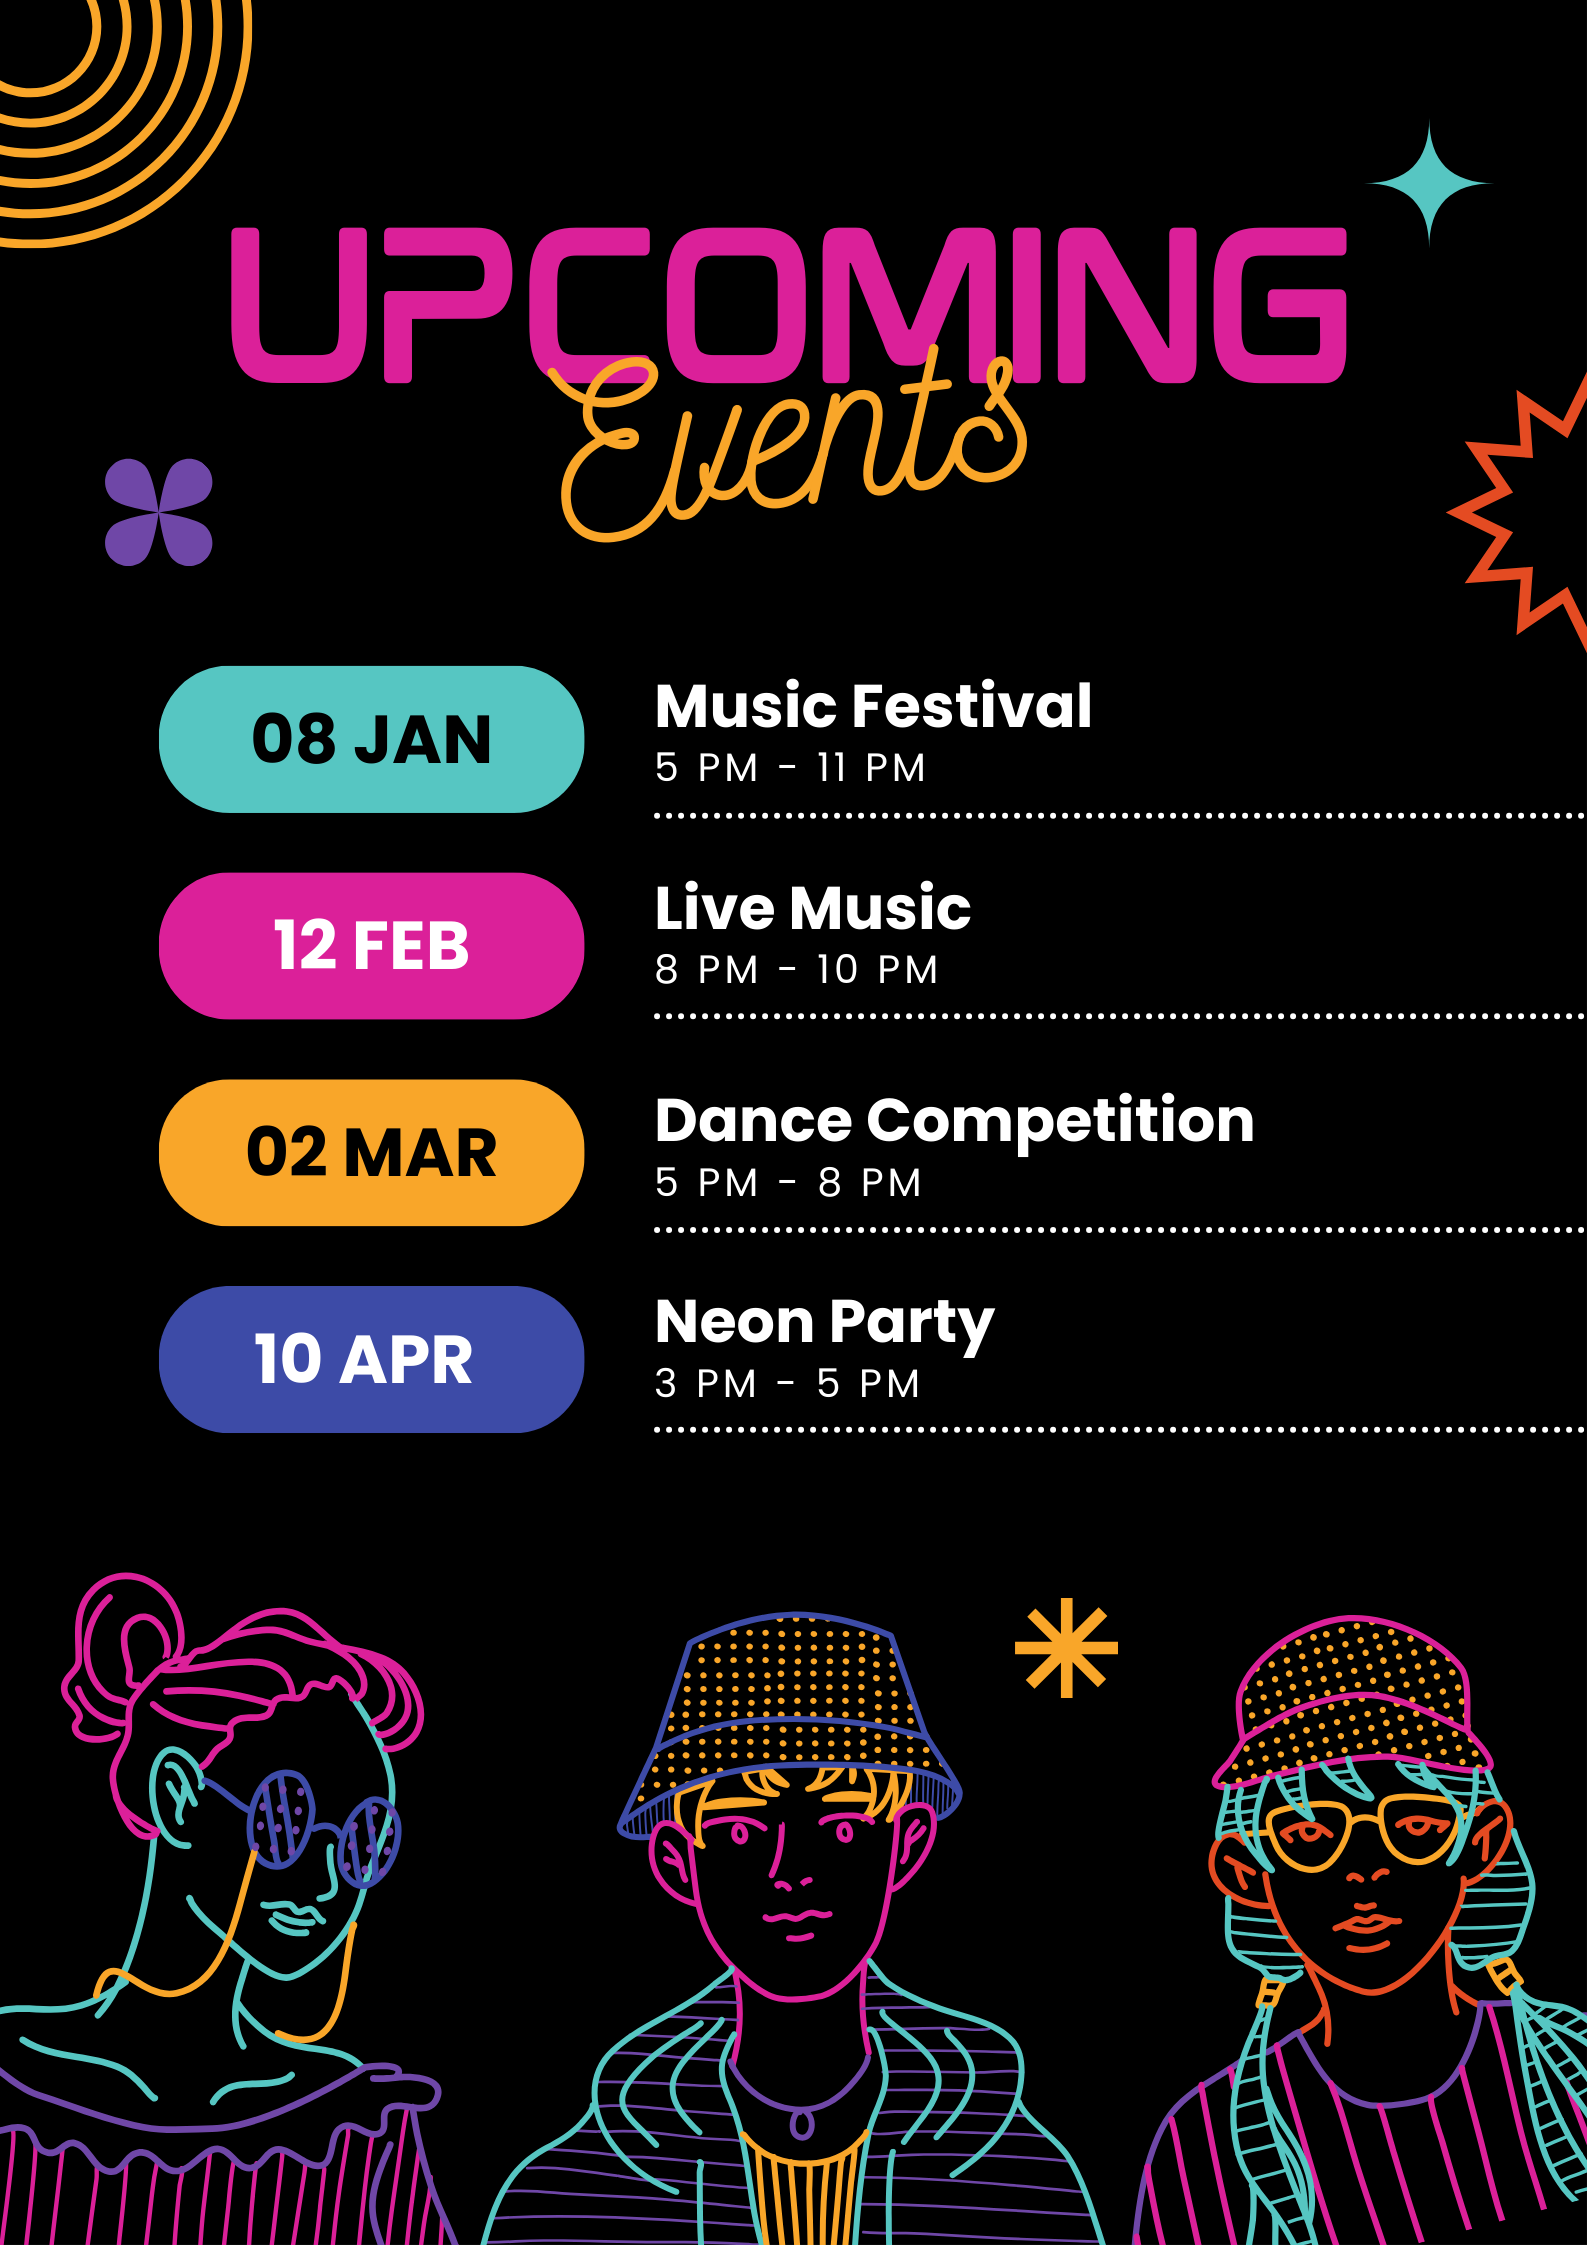 UPCOMING
Events
08 JAN
Music Festival
5 PM - 11 PM
12 FEB
Live Music
8 PM - 10 PM
02 MAR
Dance Competition
5 PM - 8 PM
10 APR
Neon Party
3 PM - 5 PM